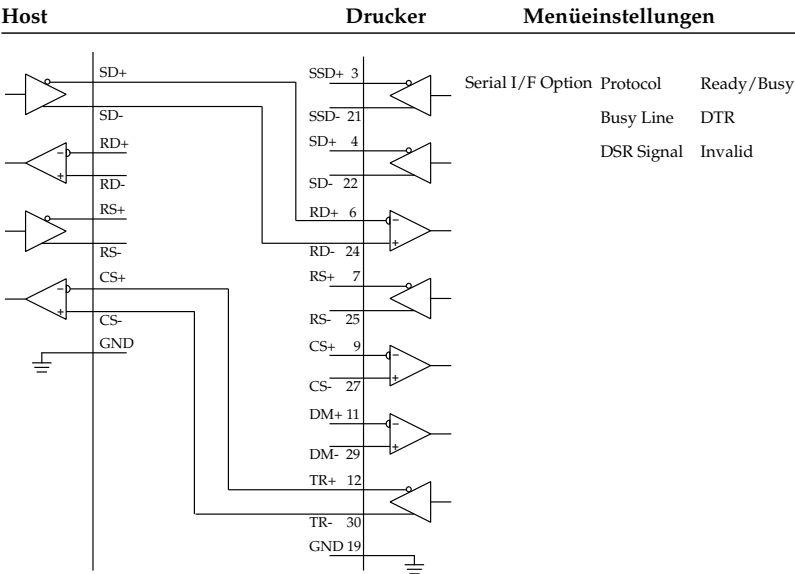 Host Drucker Menüeinstellungen
SD+ SSD+ 3 Serial I/F Option Protocol Ready/Busy
SD- SSD- 21 Busy Line DTR
RD+ SD+ 4 DSR Signal Invalid
RD- SD- 22
RS+ RD+ 6
RS- RD- 24
CS+ RS+ 7
CS- RS- 25
GND CS+ 9
CS- 27
DM+ 11
DM- 29
TR+ 12
TR- 30
GND 19